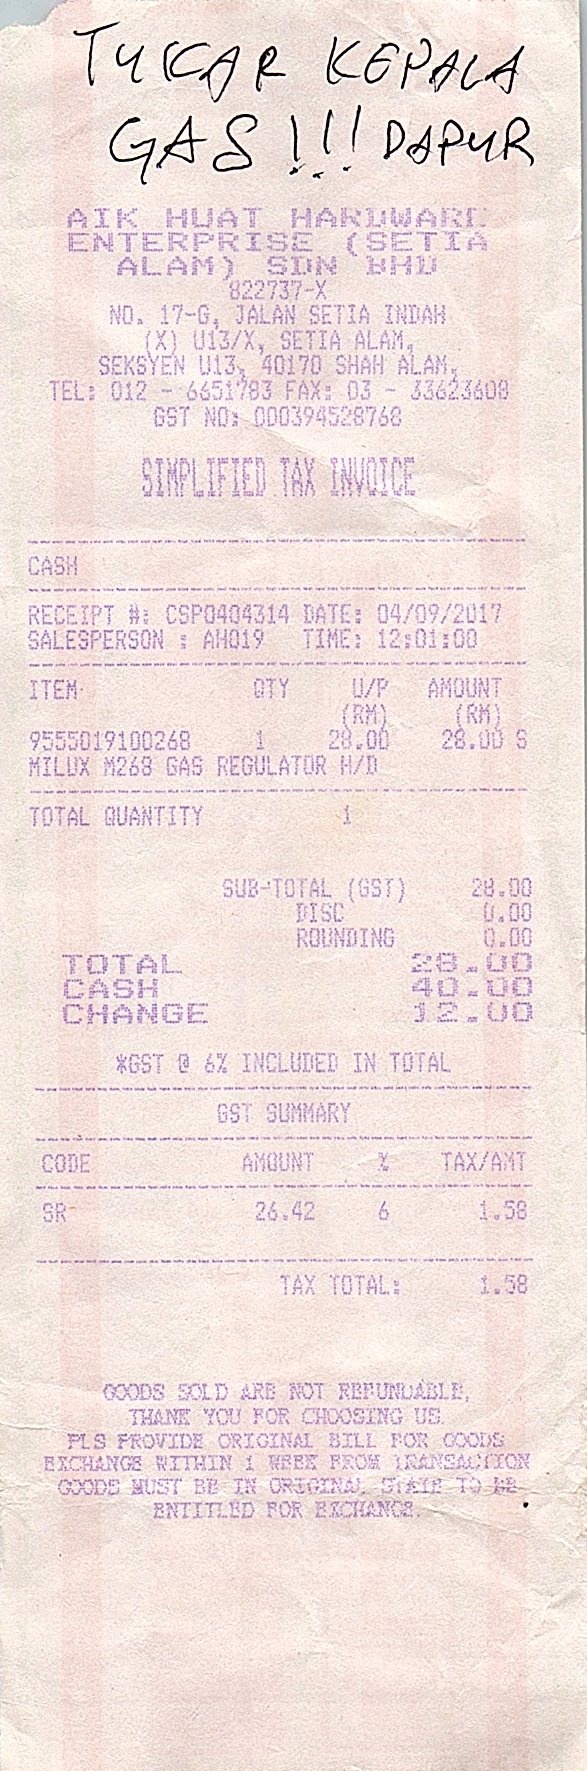 TUKAR KEPALA
GAS !!! DAPUR
AIK HUAT HARDWARE
ENTERPRISE (SETIA
ALAM) SDN BHD
822737-X
NO. 17-G, JALAN SETIA INDAH
(X) U13/X, SETIA ALAM,
SEKSYEN U13, 40170 SHAH ALAM,
TEL: 012 - 6651783 FAX: 03 - 33623608
GST NO: 000394528768
SIMPLIFIED TAX INVOICE
CASH
RECEIPT #: CSP0404314 DATE: 04/09/2017
SALESPERSON : AH019 TIME: 12:01:00
ITEM QTY U/P AMOUNT
(RM) (RM)
9555019100268 1 28.00 28.00 S
MILUX M268 GAS REGULATOR H/D
TOTAL QUANTITY 1
SUB-TOTAL (GST) 28.00
DISC 0.00
ROUNDING 0.00
TOTAL 28.00
CASH 40.00
CHANGE 12.00
*GST @ 6% INCLUDED IN TOTAL
GST SUMMARY
CODE AMOUNT % TAX/AMT
SR 26.42 6 1.58
TAX TOTAL: 1.58
GOODS SOLD ARE NOT REFUNDABLE,
THANK YOU FOR CHOOSING US.
PLS PROVIDE ORIGINAL BILL FOR GOODS
EXCHANGE WITHIN 1 WEEK FROM TRANSACTION
GOODS MUST BE IN ORIGINAL STATE TO BE
ENTITLED FOR EXCHANGE.